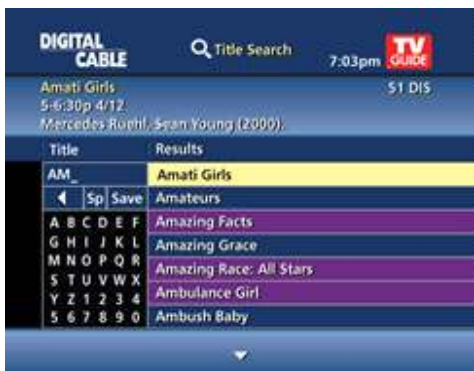 DIGITAL CABLE
Title Search
7:03pm
TV GUIDE
Amati Girls
51 DIS
5-6:30p 4/12
Mercedes Ruehl, Sean Young (2000).
Title Results
AM_ Amati Girls
Sp Save Amateurs
A B C D E F Amazing Facts
G H I J K L Amazing Grace
M N O P Q R Amazing Race: All Stars
S T U V W X Ambulance Girl
Y Z 1 2 3 4
5 6 7 8 9 0 Ambush Baby